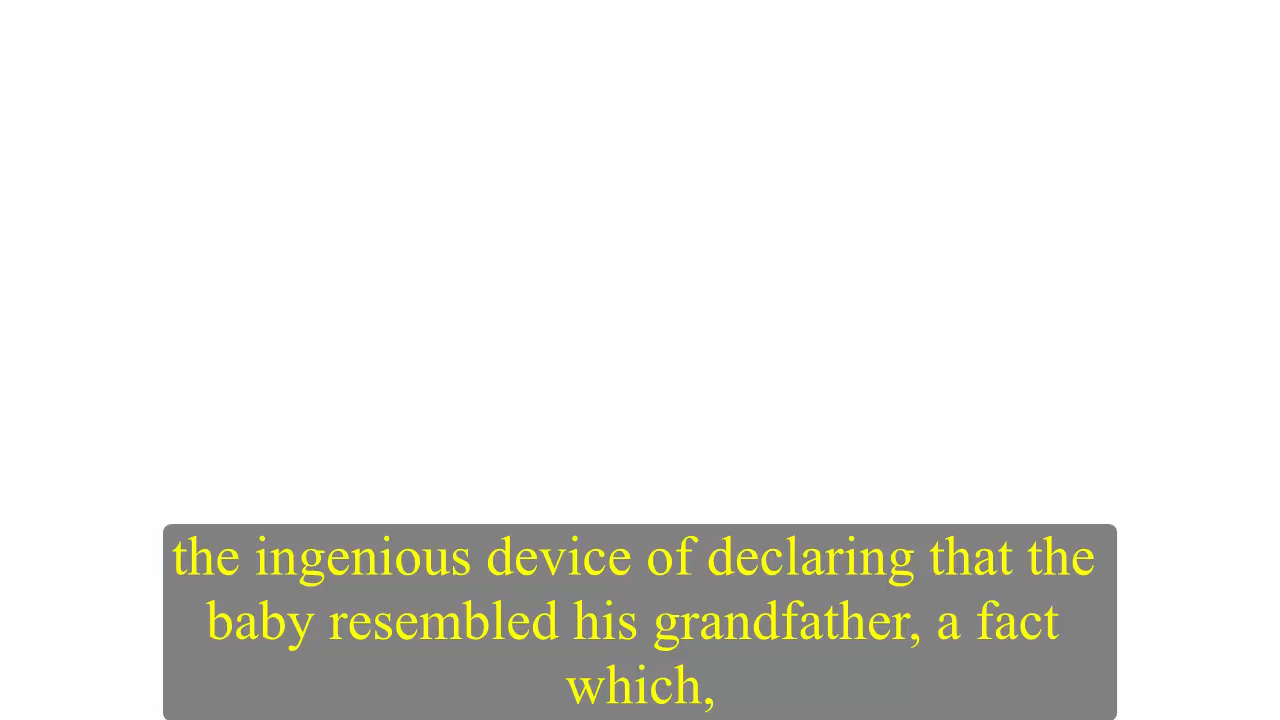 the ingenious device of declaring that the
baby resembled his grandfather, a fact
which,